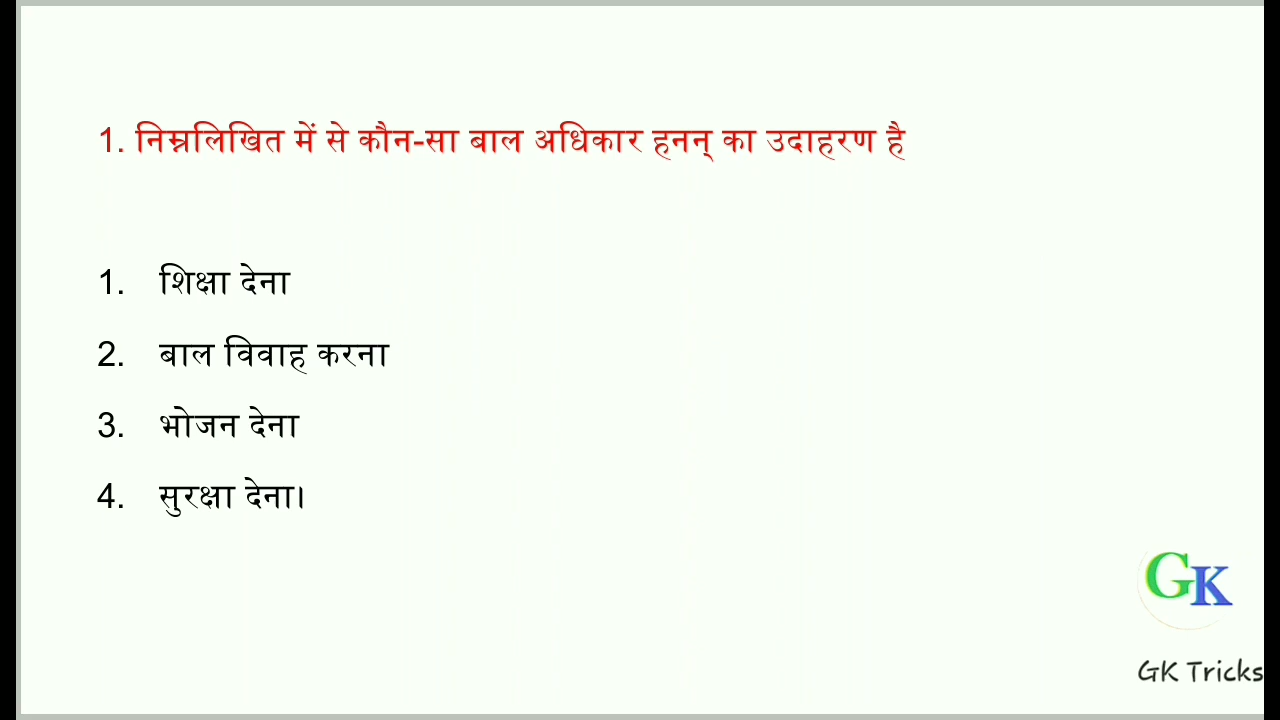 1. निम्नलिखित में से कौन-सा बाल अधिकार हनन् का उदाहरण है
1. शिक्षा देना
2. बाल विवाह करना
3. भोजन देना
4. सुरक्षा देना।
GK
GK Tricks